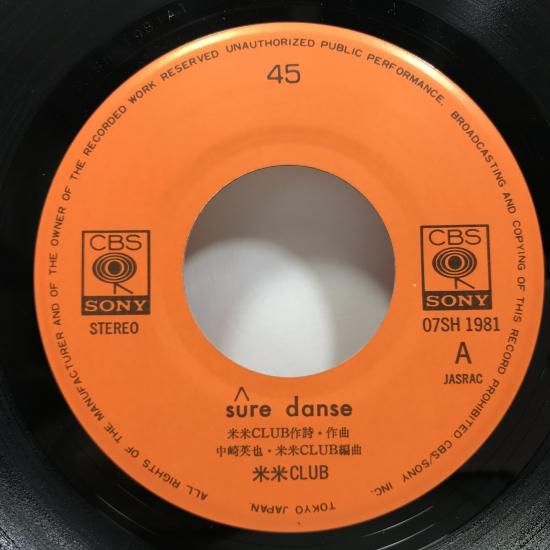 ALL RIGHTS OF THE MANUFACTURER AND OF THE OWNER OF THE RECORDED WORK RESERVED UNAUTHORIZED PUBLIC PERFORMANCE, BROADCASTING AND COPYING OF THIS RECORD PROHIBITED CBS/SONY INC. TOKYO JAPAN.
45
CBS
SONY
STEREO
CBS
SONY
07SH 1981
A
JASRAC
sûre danse
米米CLUB作詩・作曲
中崎英也・米米CLUB編曲
米米CLUB